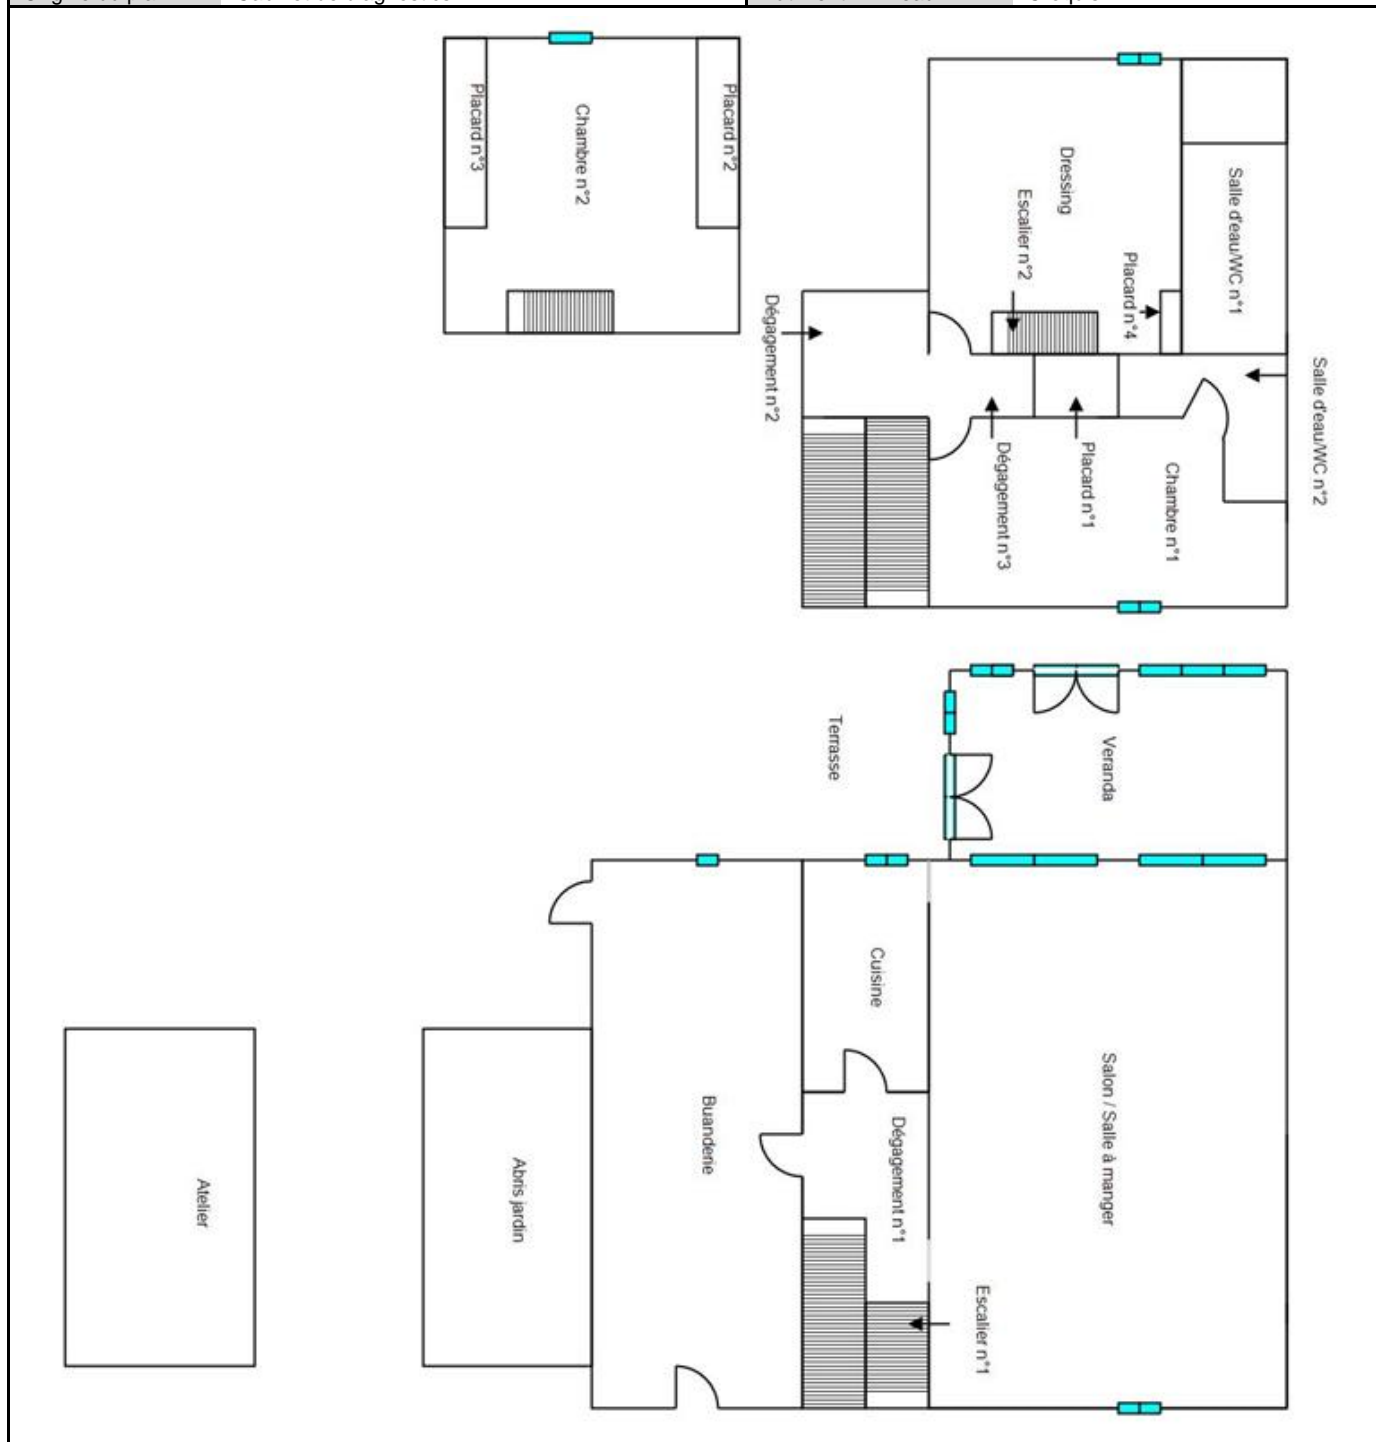 Placard n°2
Chambre n°2
Placard n°3
Salle d'eau/WC n°1
Dressing
Escalier n°2
Placard n°4
Dégagement n°2
Salle d'eau/WC n°2
Chambre n°1
Placard n°1
Dégagement n°3
Veranda
Terrasse
Salon / Salle à manger
Cuisine
Dégagement n°1
Escalier n°1
Buanderie
Abris jardin
Atelier